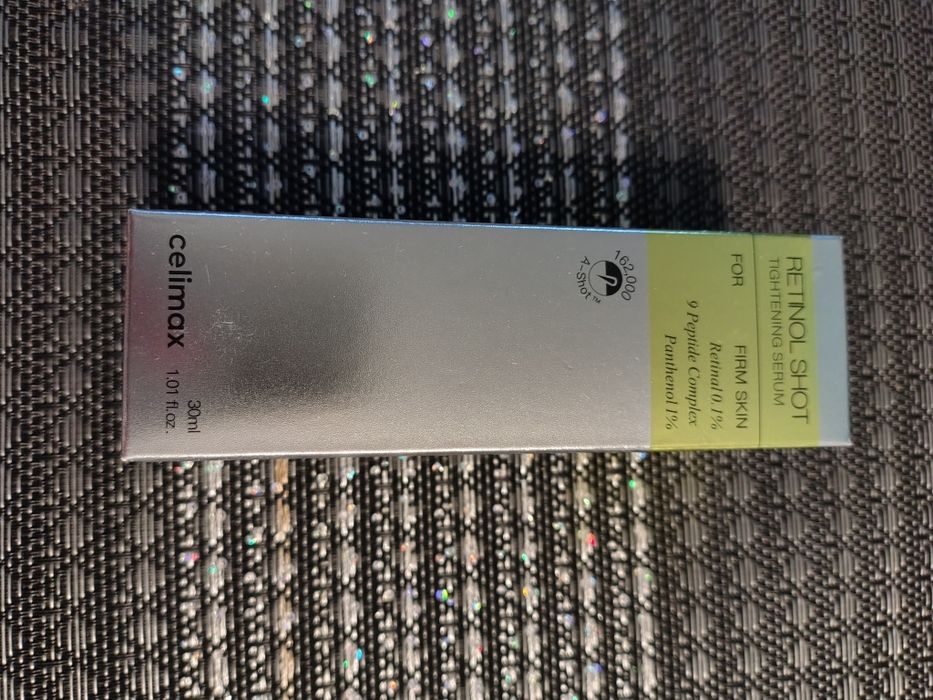 RETINOL SHOT
TIGHTENING SERUM
FOR FIRM SKIN
Retinal 0.1%
9 Peptide Complex
Panthenol 1%
162,000
A-Shot™
celimax
30ml
1.01 fl.oz.